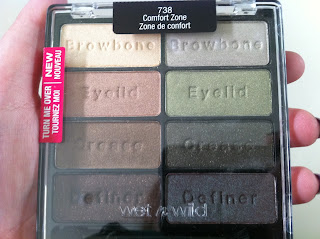 738
Comfort Zone
Zone de confort
Browbone Browbone
TURN ME OVER NEW
TOURNEZ MOI NOUVEAU
Eyelid Eyelid
Crease Crease
Definer Definer
wet n wild